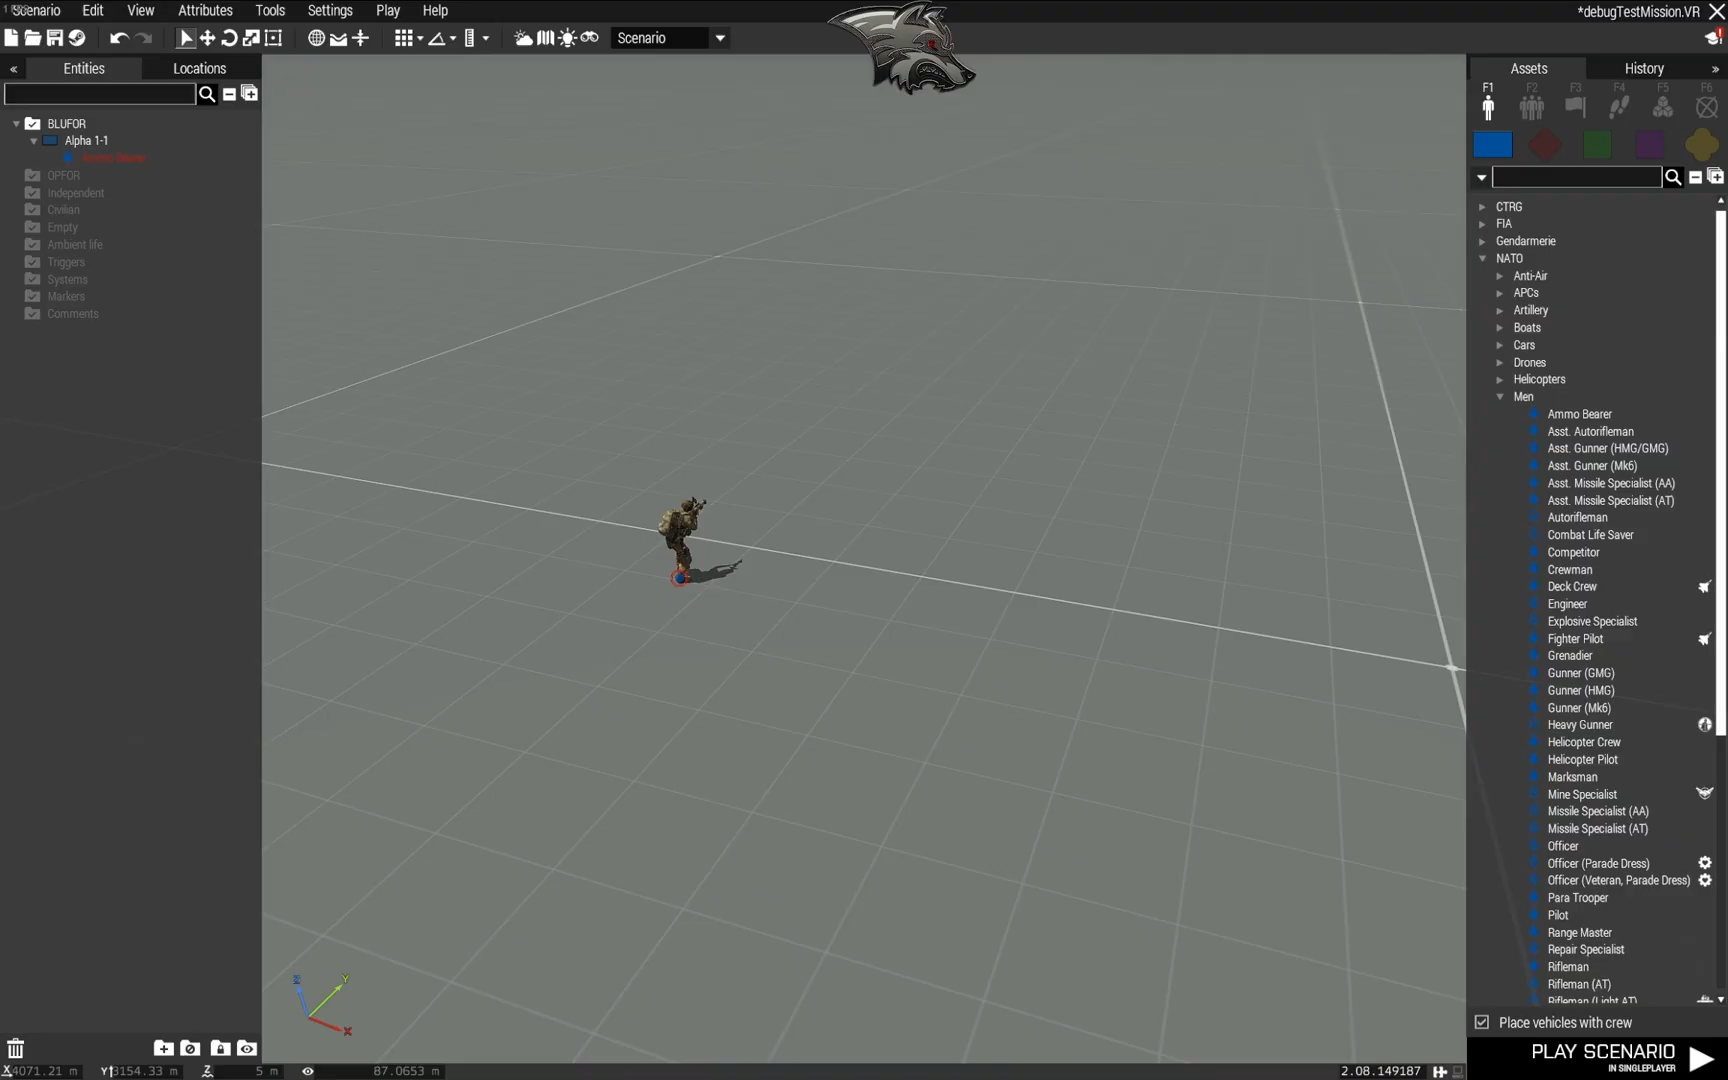 Scenario Edit View Attributes Tools Settings Play Help
*debugTestMission.VR
Scenario
« Entities Locations
Assets History »
F1 F2 F3 F4 F5 F6
BLUFOR
Alpha 1-1
Ammo Bearer
OPFOR
Independent
Civilian
Empty
Ambient life
Triggers
Systems
Markers
Comments
CTRG
FIA
Gendarmerie
NATO
Anti-Air
APCs
Artillery
Boats
Cars
Drones
Helicopters
Men
Ammo Bearer
Asst. Autorifleman
Asst. Gunner (HMG/GMG)
Asst. Gunner (Mk6)
Asst. Missile Specialist (AA)
Asst. Missile Specialist (AT)
Autorifleman
Combat Life Saver
Competitor
Crewman
Deck Crew
Engineer
Explosive Specialist
Fighter Pilot
Grenadier
Gunner (GMG)
Gunner (HMG)
Gunner (Mk6)
Heavy Gunner
Helicopter Crew
Helicopter Pilot
Marksman
Mine Specialist
Missile Specialist (AA)
Missile Specialist (AT)
Officer
Officer (Parade Dress)
Officer (Veteran, Parade Dress)
Para Trooper
Pilot
Range Master
Repair Specialist
Rifleman
Rifleman (AT)
Rifleman (Light AT)
Z Y X
Place vehicles with crew
PLAY SCENARIO
IN SINGLEPLAYER
X 4071.21 m Y 3154.33 m Z 5 m 87.0653 m
2.08.149187